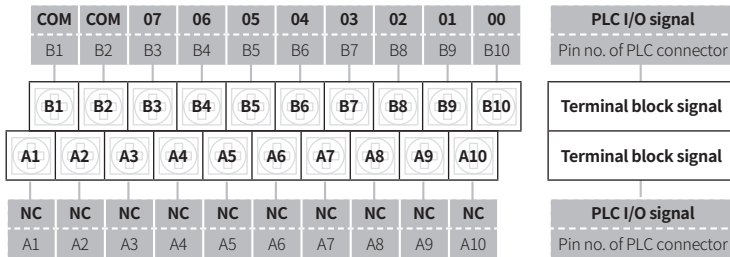 COM COM 07 06 05 04 03 02 01 00 PLC I/O signal
B1 B2 B3 B4 B5 B6 B7 B8 B9 B10 Pin no. of PLC connector
B1 B2 B3 B4 B5 B6 B7 B8 B9 B10 Terminal block signal
A1 A2 A3 A4 A5 A6 A7 A8 A9 A10 Terminal block signal
NC NC NC NC NC NC NC NC NC NC PLC I/O signal
A1 A2 A3 A4 A5 A6 A7 A8 A9 A10 Pin no. of PLC connector